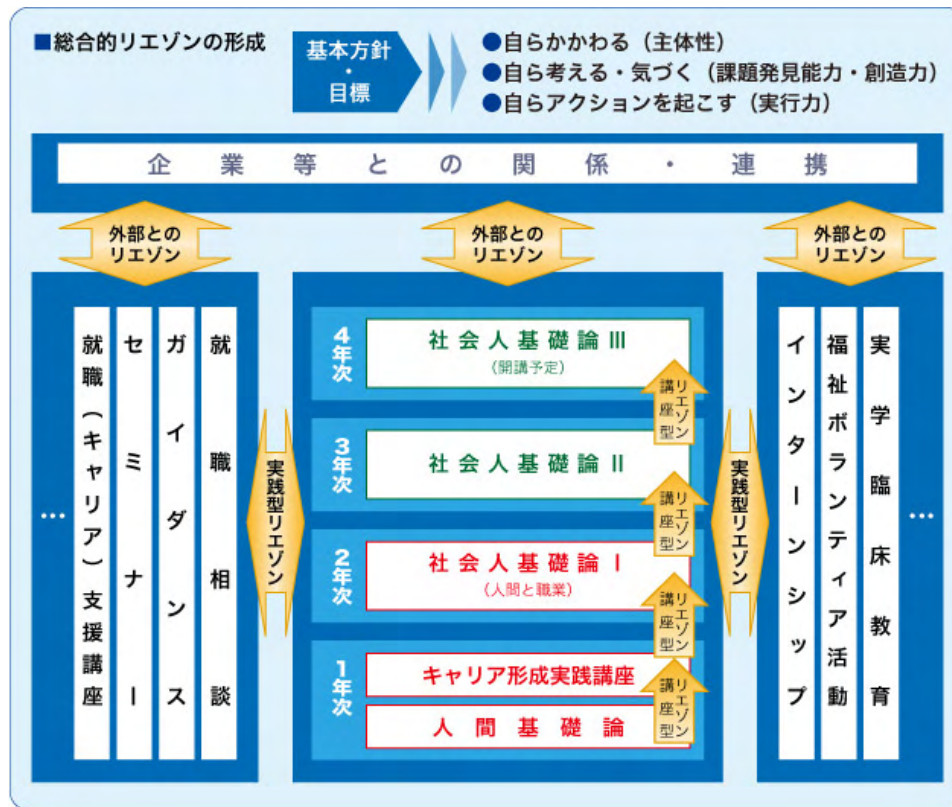 ■総合的リエゾンの形成
基本方針
・
目標
●自らかかわる（主体性）
●自ら考える・気づく（課題発見能力・創造力）
●自らアクションを起こす（実行力）
企業等との関係・連携
外部との
リエゾン
外部との
リエゾン
外部との
リエゾン
就職（キャリア）支援講座
セミナー
ガイダンス
就職相談
…
実践型リエゾン
4年次
社会人基礎論 III
（開講予定）
講座型
リエゾン
3年次
社会人基礎論 II
講座型
リエゾン
2年次
社会人基礎論 I
（人間と職業）
講座型
リエゾン
1年次
キャリア形成実践講座
人間基礎論
講座型
リエゾン
実践型リエゾン
インターンシップ
福祉ボランティア活動
実学臨床教育
…